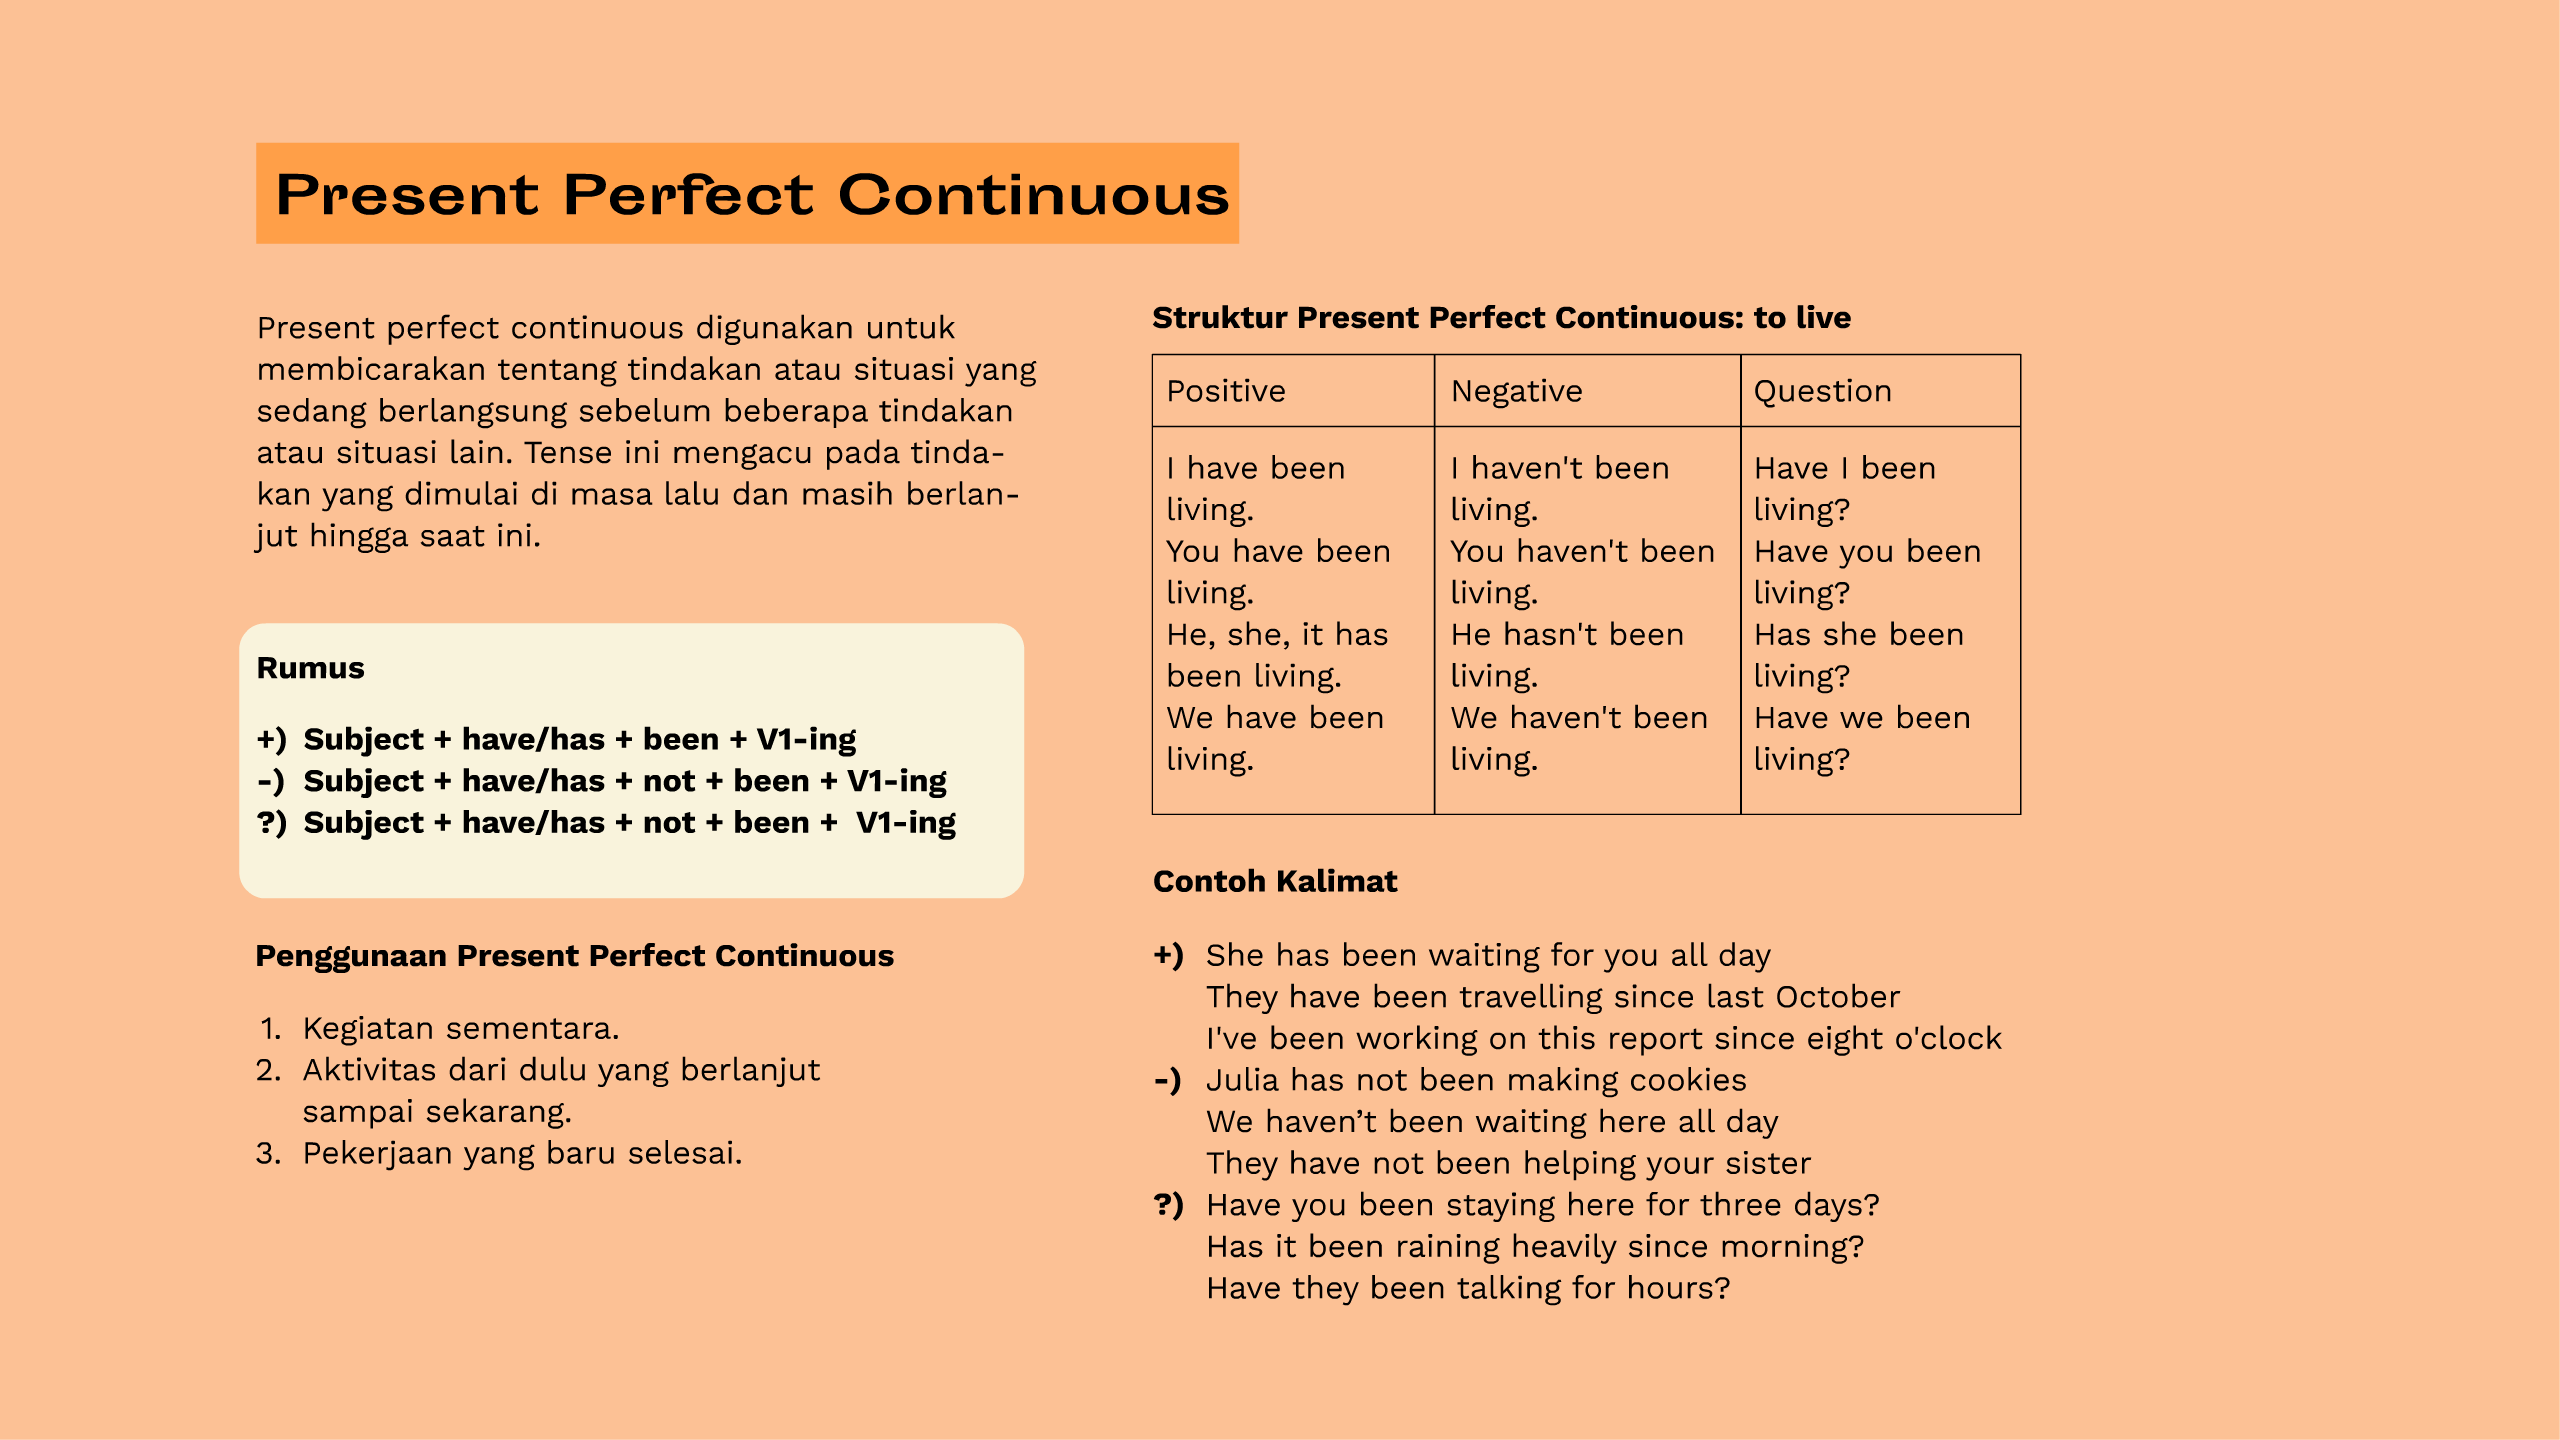 Present Perfect Continuous
Present perfect continuous digunakan untuk
membicarakan tentang tindakan atau situasi yang
sedang berlangsung sebelum beberapa tindakan
atau situasi lain. Tense ini mengacu pada tinda-
kan yang dimulai di masa lalu dan masih berlan-
jut hingga saat ini.
Rumus
+) Subject + have/has + been + V1-ing
-) Subject + have/has + not + been + V1-ing
?) Subject + have/has + not + been + V1-ing
Penggunaan Present Perfect Continuous
1. Kegiatan sementara.
2. Aktivitas dari dulu yang berlanjut
sampai sekarang.
3. Pekerjaan yang baru selesai.
Struktur Present Perfect Continuous: to live
Positive
I have been
living.
You have been
living.
He, she, it has
been living.
We have been
living.
Negative
I haven't been
living.
You haven't been
living.
He hasn't been
living.
We haven't been
living.
Question
Have I been
living?
Have you been
living?
Has she been
living?
Have we been
living?
Contoh Kalimat
+) She has been waiting for you all day
They have been travelling since last October
I've been working on this report since eight o'clock
-) Julia has not been making cookies
We haven’t been waiting here all day
They have not been helping your sister
?) Have you been staying here for three days?
Has it been raining heavily since morning?
Have they been talking for hours?